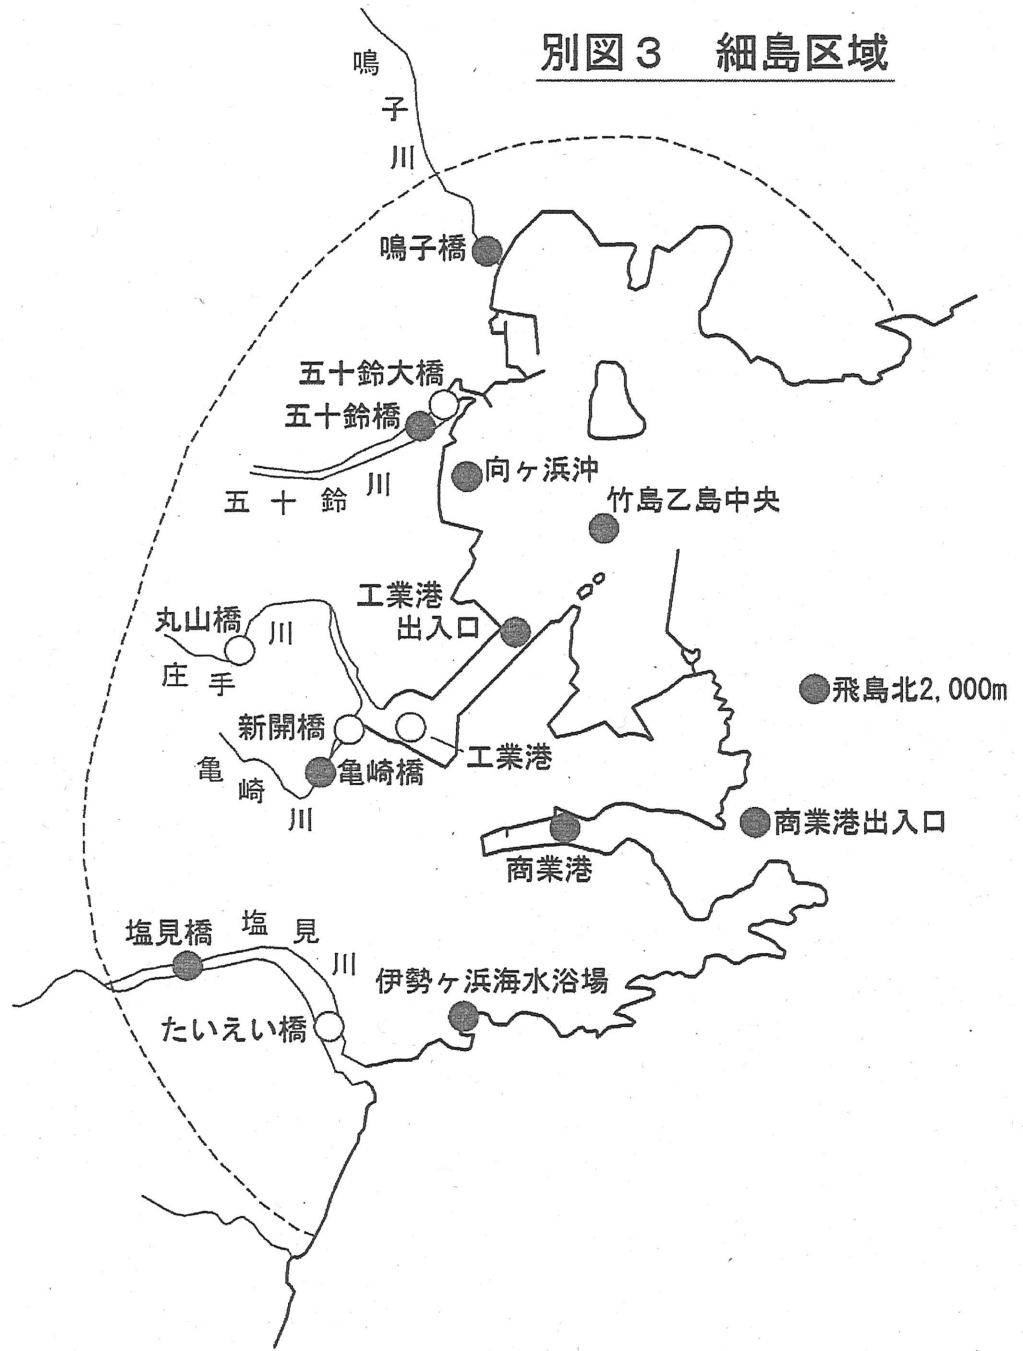 別図３　細島区域
鳴子川
鳴子橋
五十鈴大橋
五十鈴橋
五十鈴川
向ヶ浜沖
竹島乙島中央
工業港
出入口
丸山橋
庄手川
飛島北2,000m
新開橋
工業港
亀崎橋
亀崎川
商業港出入口
商業港
塩見橋
塩見川
伊勢ヶ浜海水浴場
たいえい橋